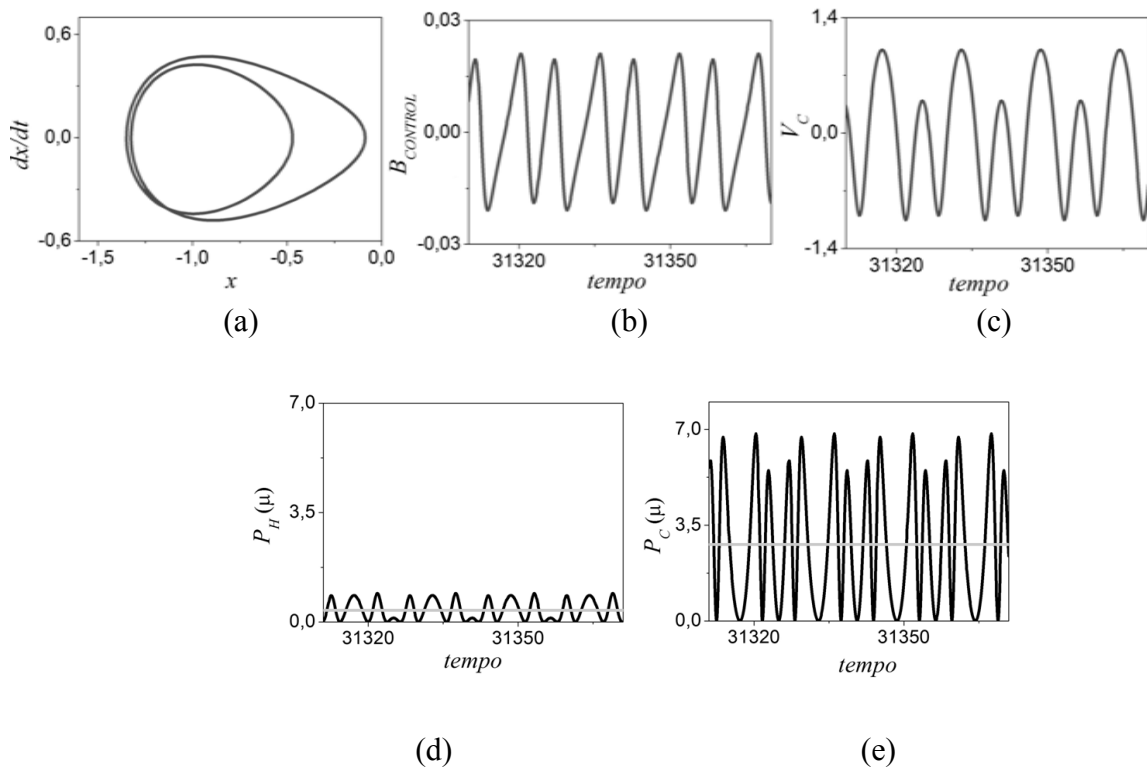 0,6
0,0
-0,6
dx/dt
-1,5 -1,0 -0,5 0,0
x
(a)
0,03
0,00
-0,03
B_CONTROL
31320 31350
tempo
(b)
1,4
0,0
-1,4
V_C
31320 31350
tempo
(c)
7,0
3,5
0,0
P_H (μ)
31320 31350
tempo
(d)
7,0
3,5
0,0
P_C (μ)
31320 31350
tempo
(e)